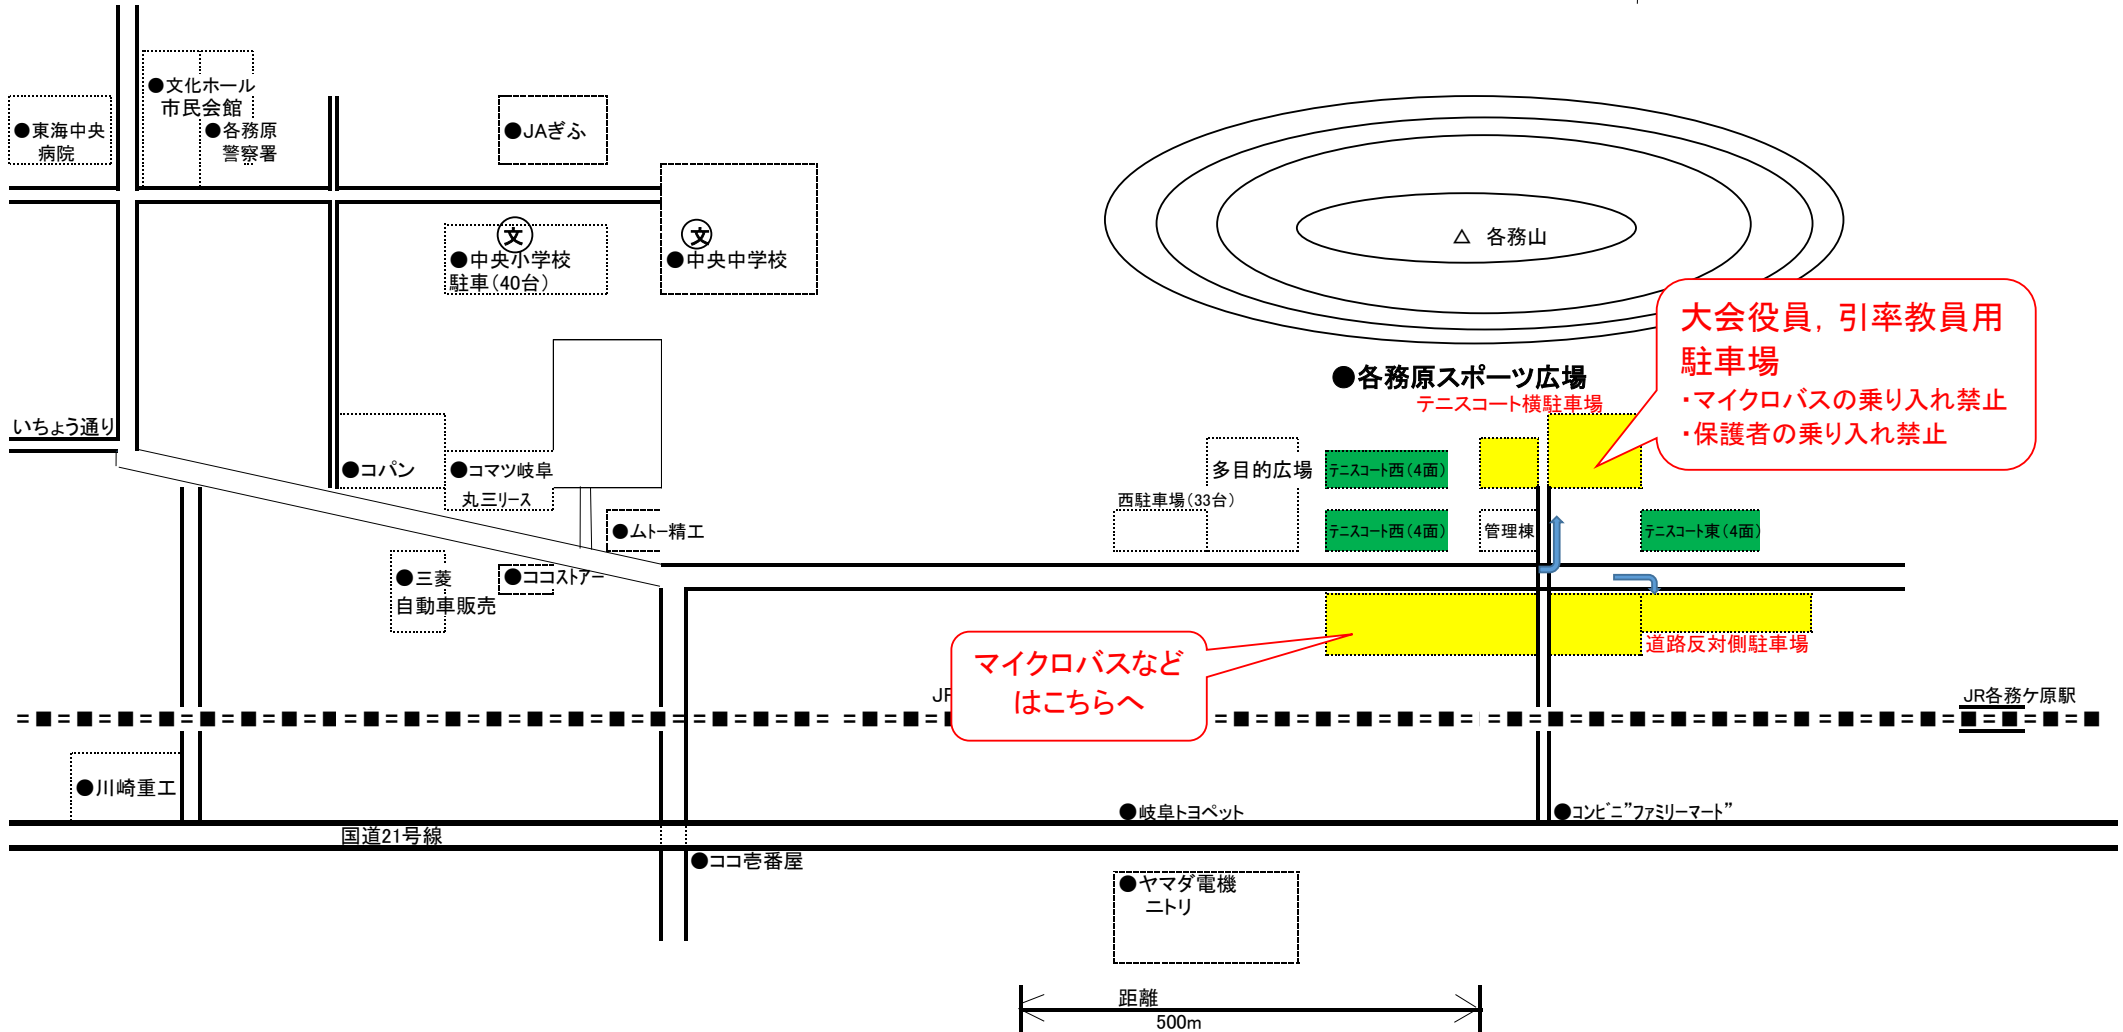 ●文化ホール
市民会館
●東海中央
病院
●各務原
警察署
●JAぎふ
文
●中央小学校
駐車(40台)
文
●中央中学校
△ 各務山
大会役員, 引率教員用
駐車場
・マイクロバスの乗り入れ禁止
・保護者の乗り入れ禁止
●各務原スポーツ広場
テニスコート横駐車場
いちょう通り
●コパン
●コマツ岐阜
丸三リース
●ムトー精工
多目的広場
西駐車場(33台)
テニスコート西(4面)
テニスコート西(4面)
管理棟
テニスコート東(4面)
●三菱
自動車販売
●ココストアー
道路反対側駐車場
マイクロバスなど
はこちらへ
JR各務ケ原駅
●川崎重工
●岐阜トヨペット
●コンビニ”ファミリーマート”
国道21号線
●ココ壱番屋
●ヤマダ電機
ニトリ
距離
500m